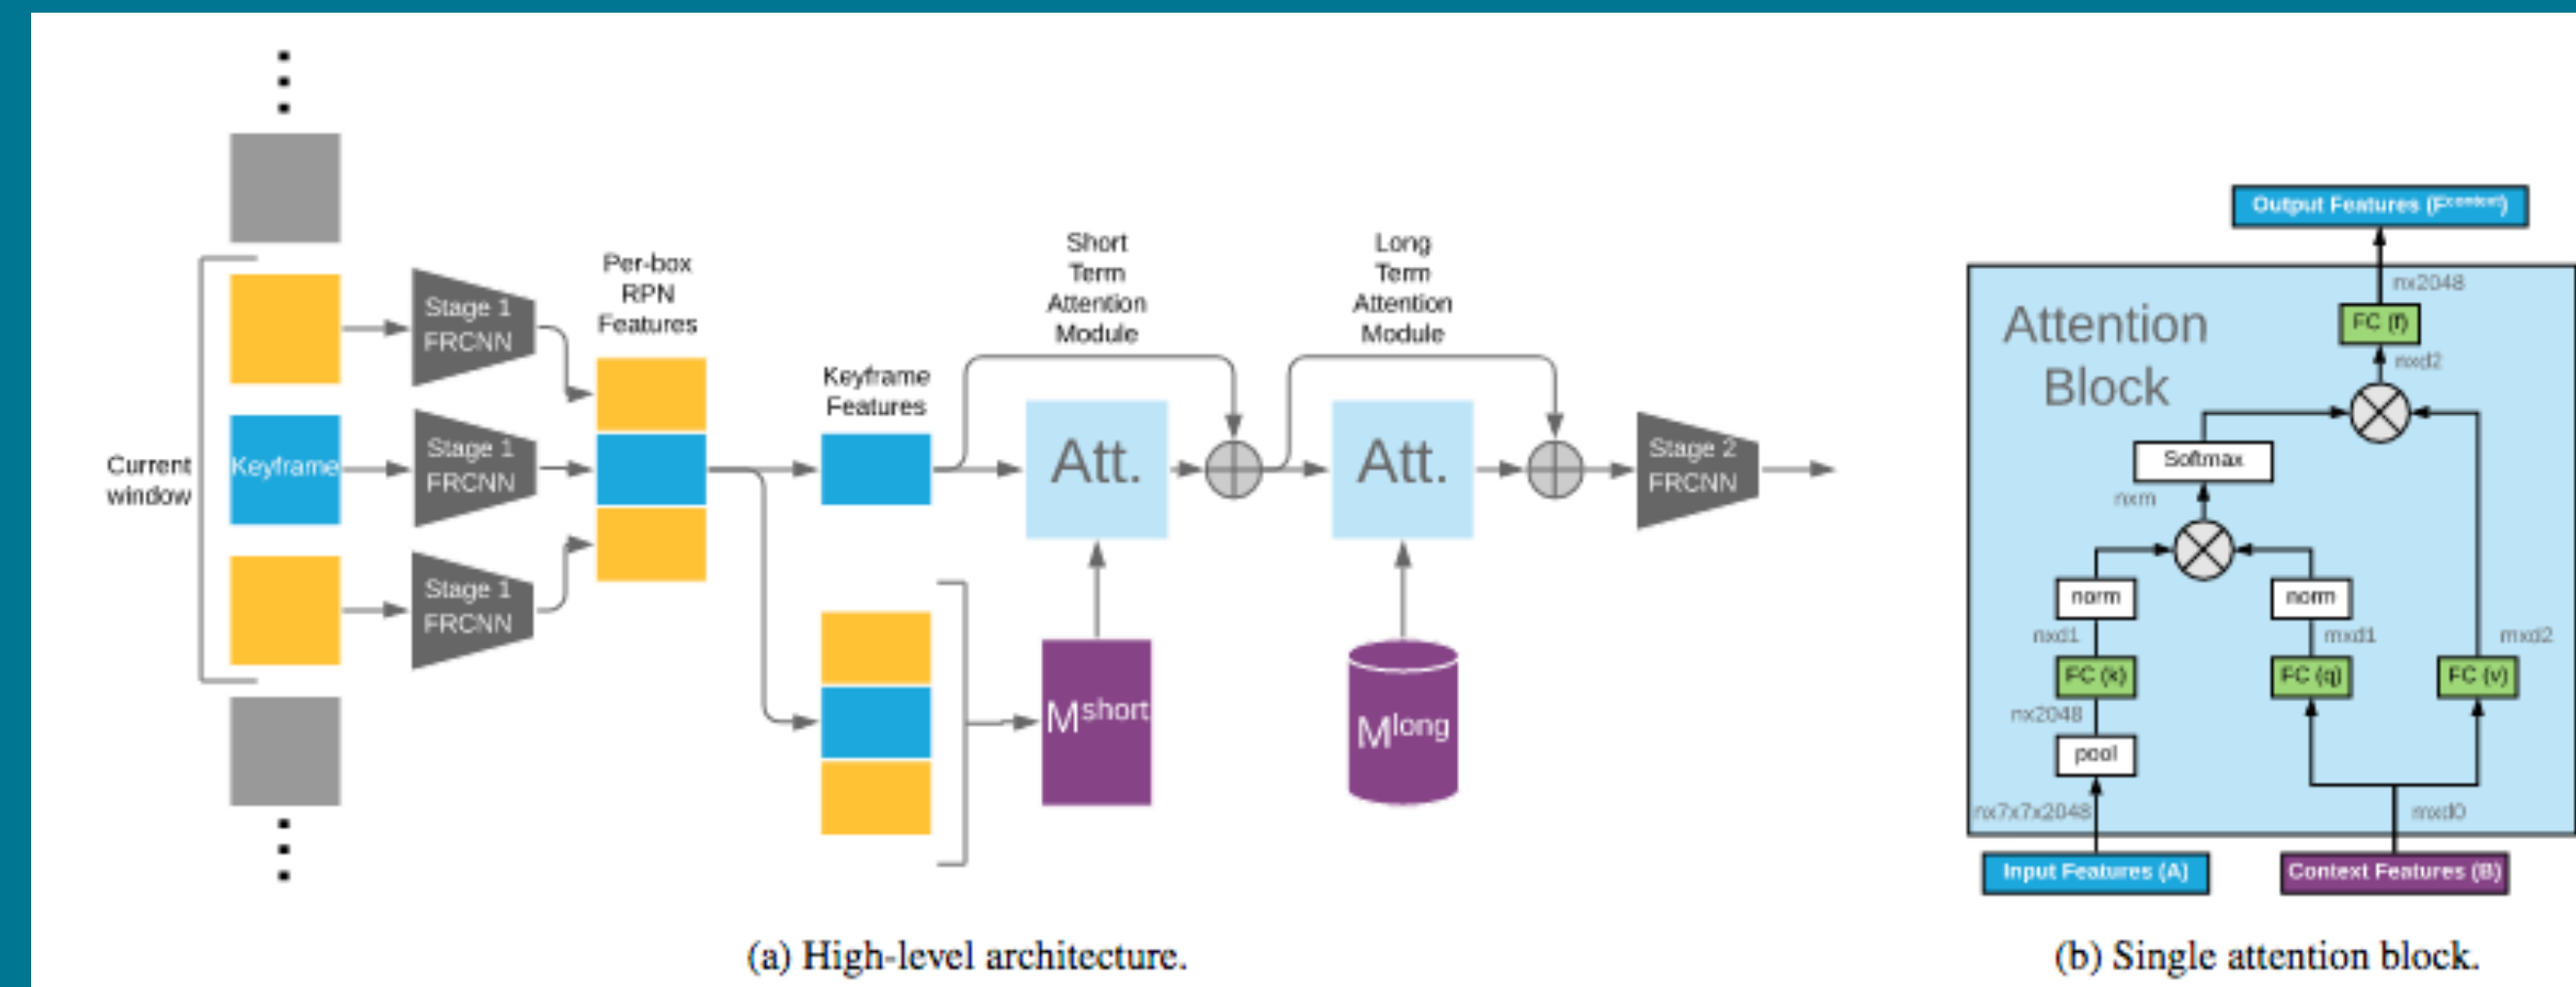 Current
window
Keyframe
Stage 1
FRCNN
Stage 1
FRCNN
Stage 1
FRCNN
Per-box
RPN
Features
Keyframe
Features
Short
Term
Attention
Module
Long
Term
Attention
Module
Att.
Att.
Stage 2
FRCNN
Mshort
Mlong
(a) High-level architecture.
Output Features (Fcontext)
Attention
Block
nx2048
FC (f)
nxd2
Softmax
nxm
norm
norm
nxd1
mxd1
mxd2
FC (k)
FC (q)
FC (v)
nx2048
pool
nx7x7x2048
mxd0
Input Features (A)
Context Features (B)
(b) Single attention block.